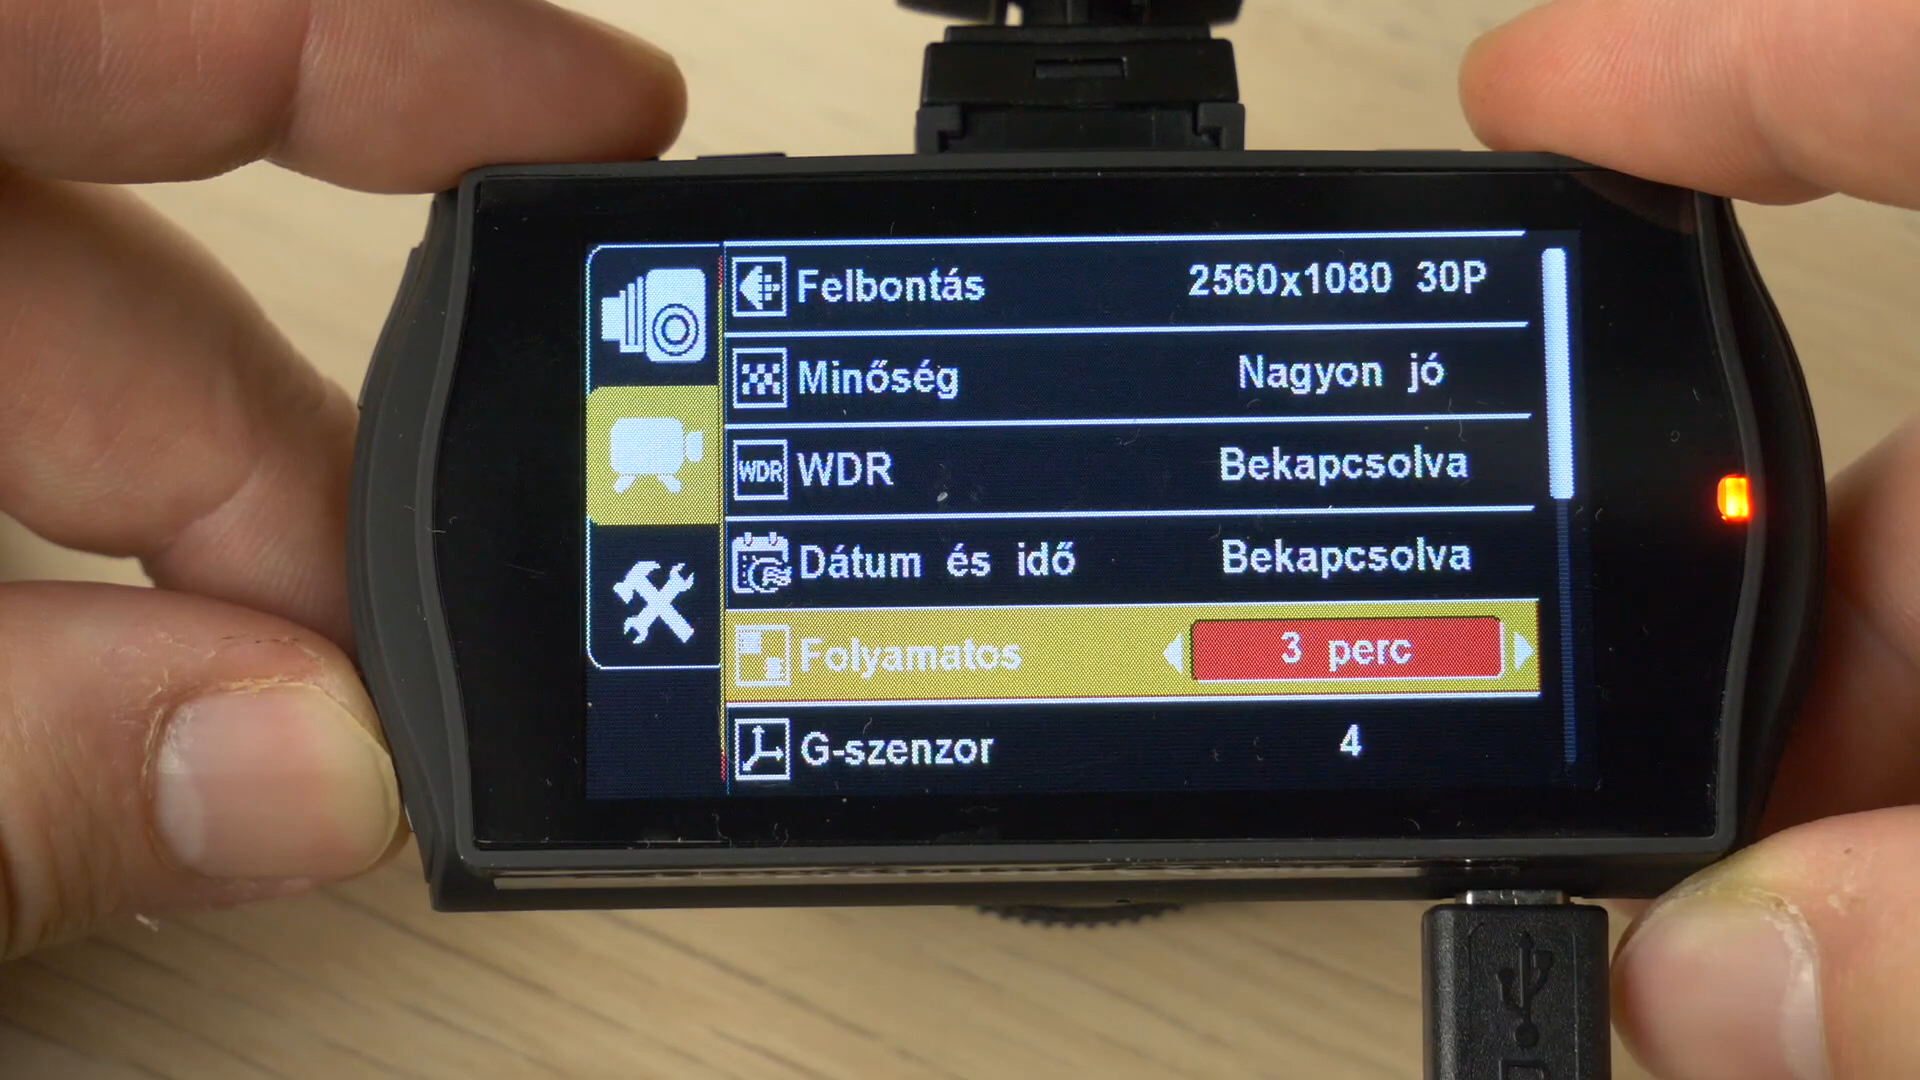 Felbontás 2560x1080 30P
Minőség Nagyon jó
WDR WDR Bekapcsolva
Dátum és idő Bekapcsolva
Folyamatos 3 perc
G-szenzor 4